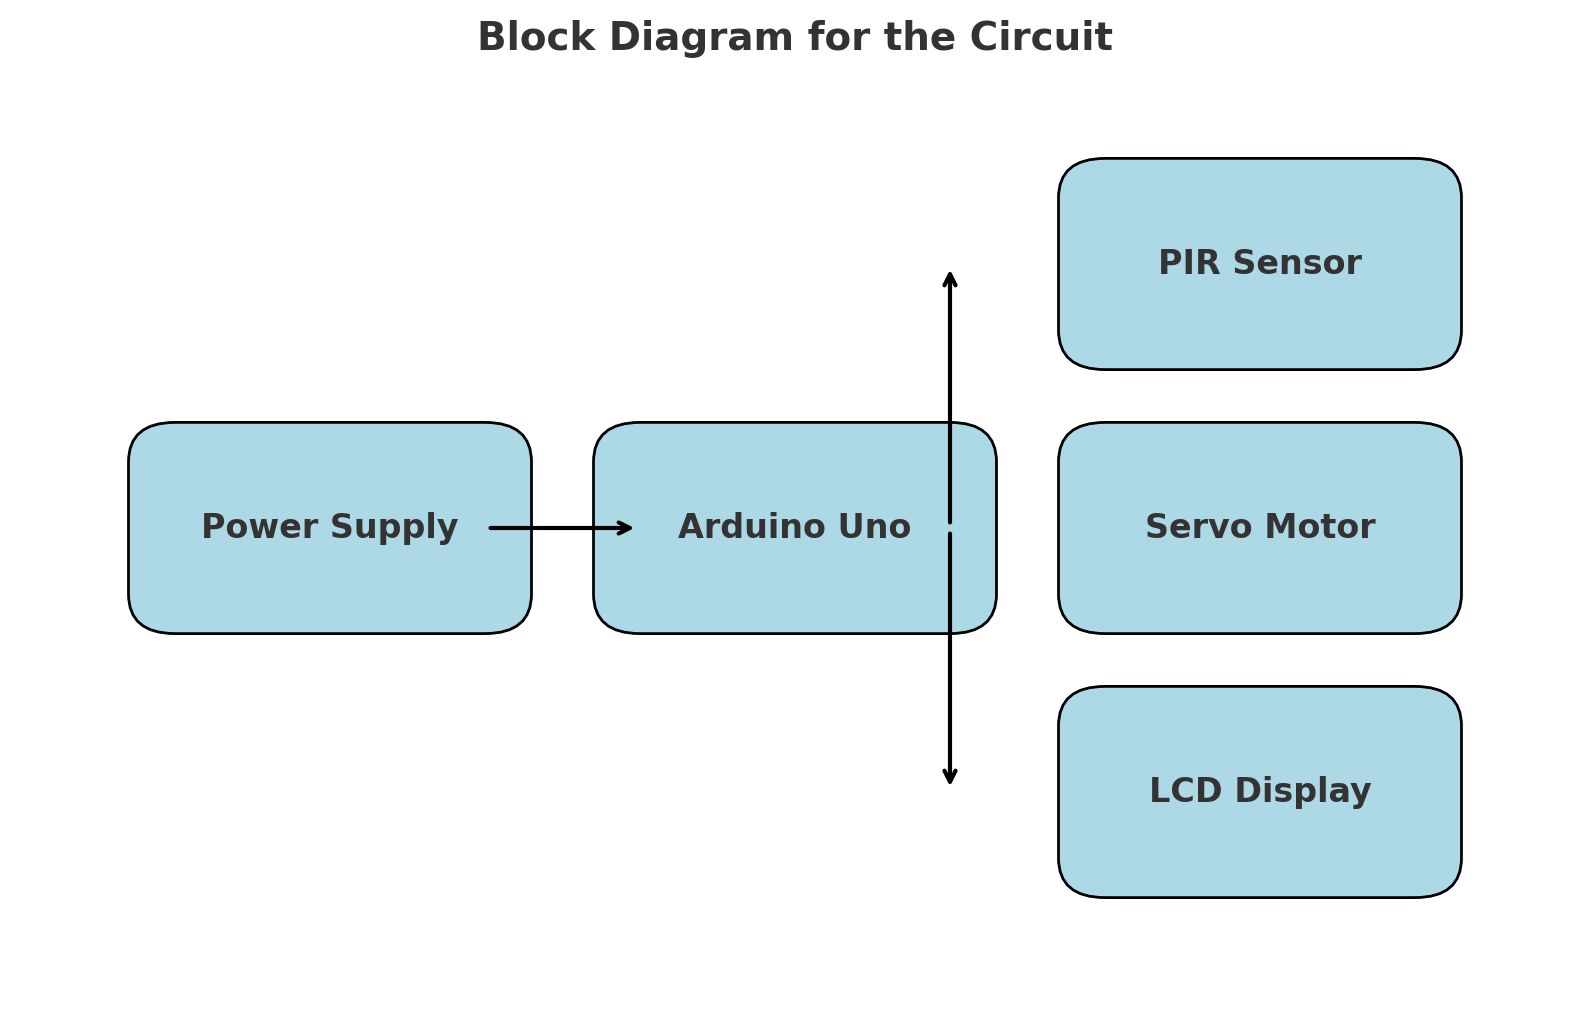 Block Diagram for the Circuit
PIR Sensor
Power Supply
Arduino Uno
Servo Motor
LCD Display